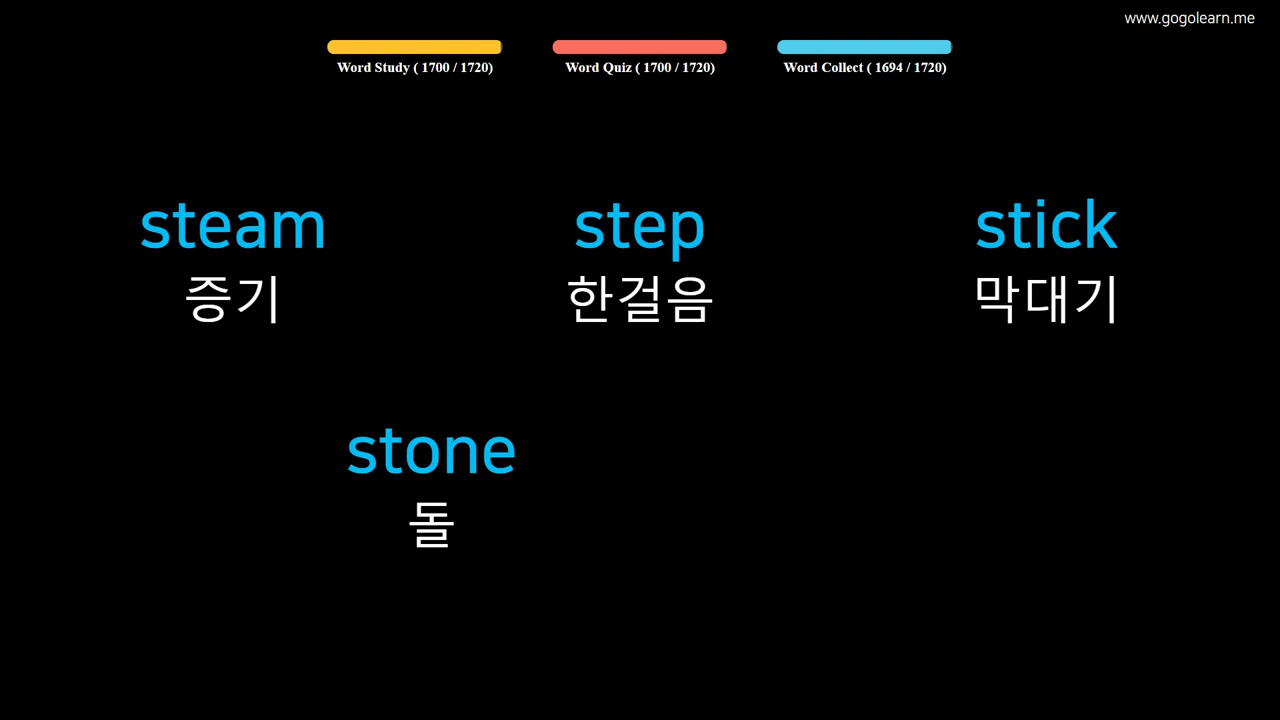 www.gogolearn.me
Word Study ( 1700 / 1720)
Word Quiz ( 1700 / 1720)
Word Collect ( 1694 / 1720)
steam
증기
step
한걸음
stick
막대기
stone
돌